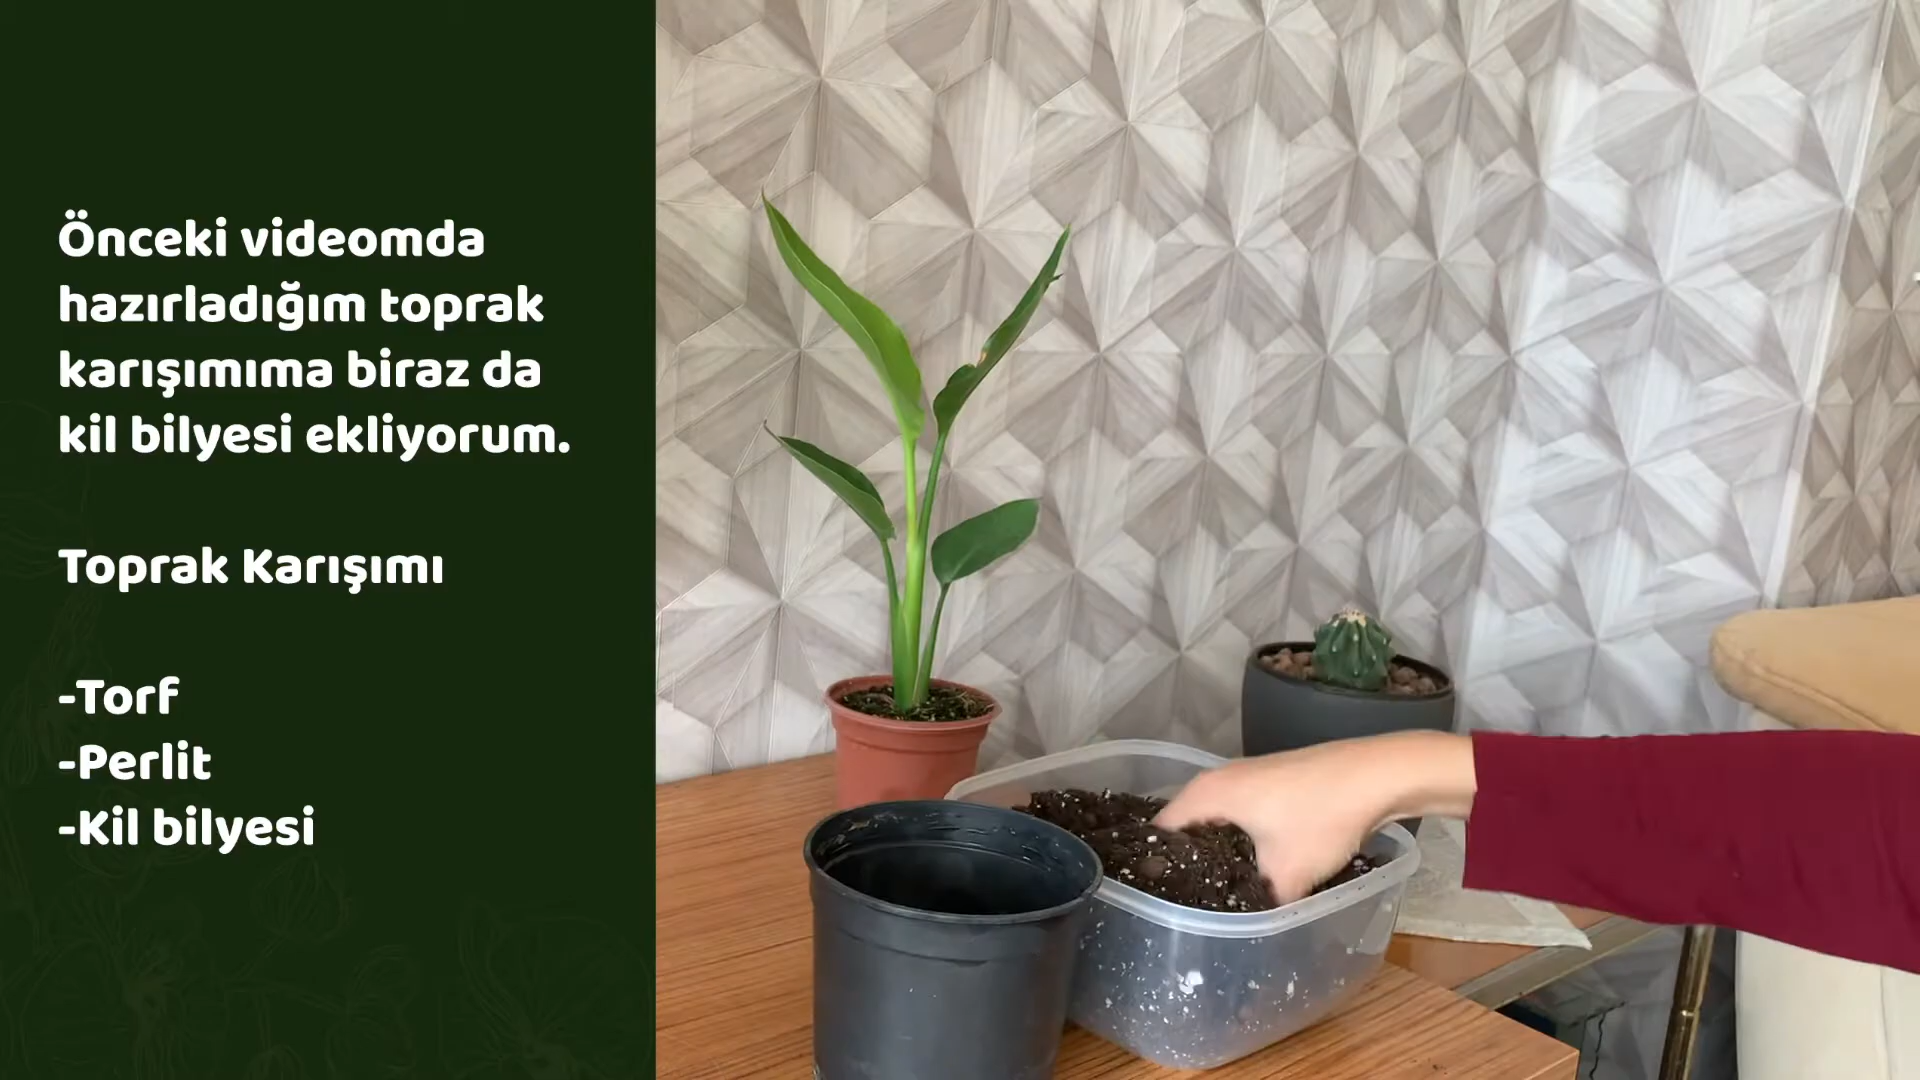 Önceki videomda
hazırladığım toprak
karışımıma biraz da
kil bilyesi ekliyorum.
Toprak Karışımı
-Torf
-Perlit
-Kil bilyesi